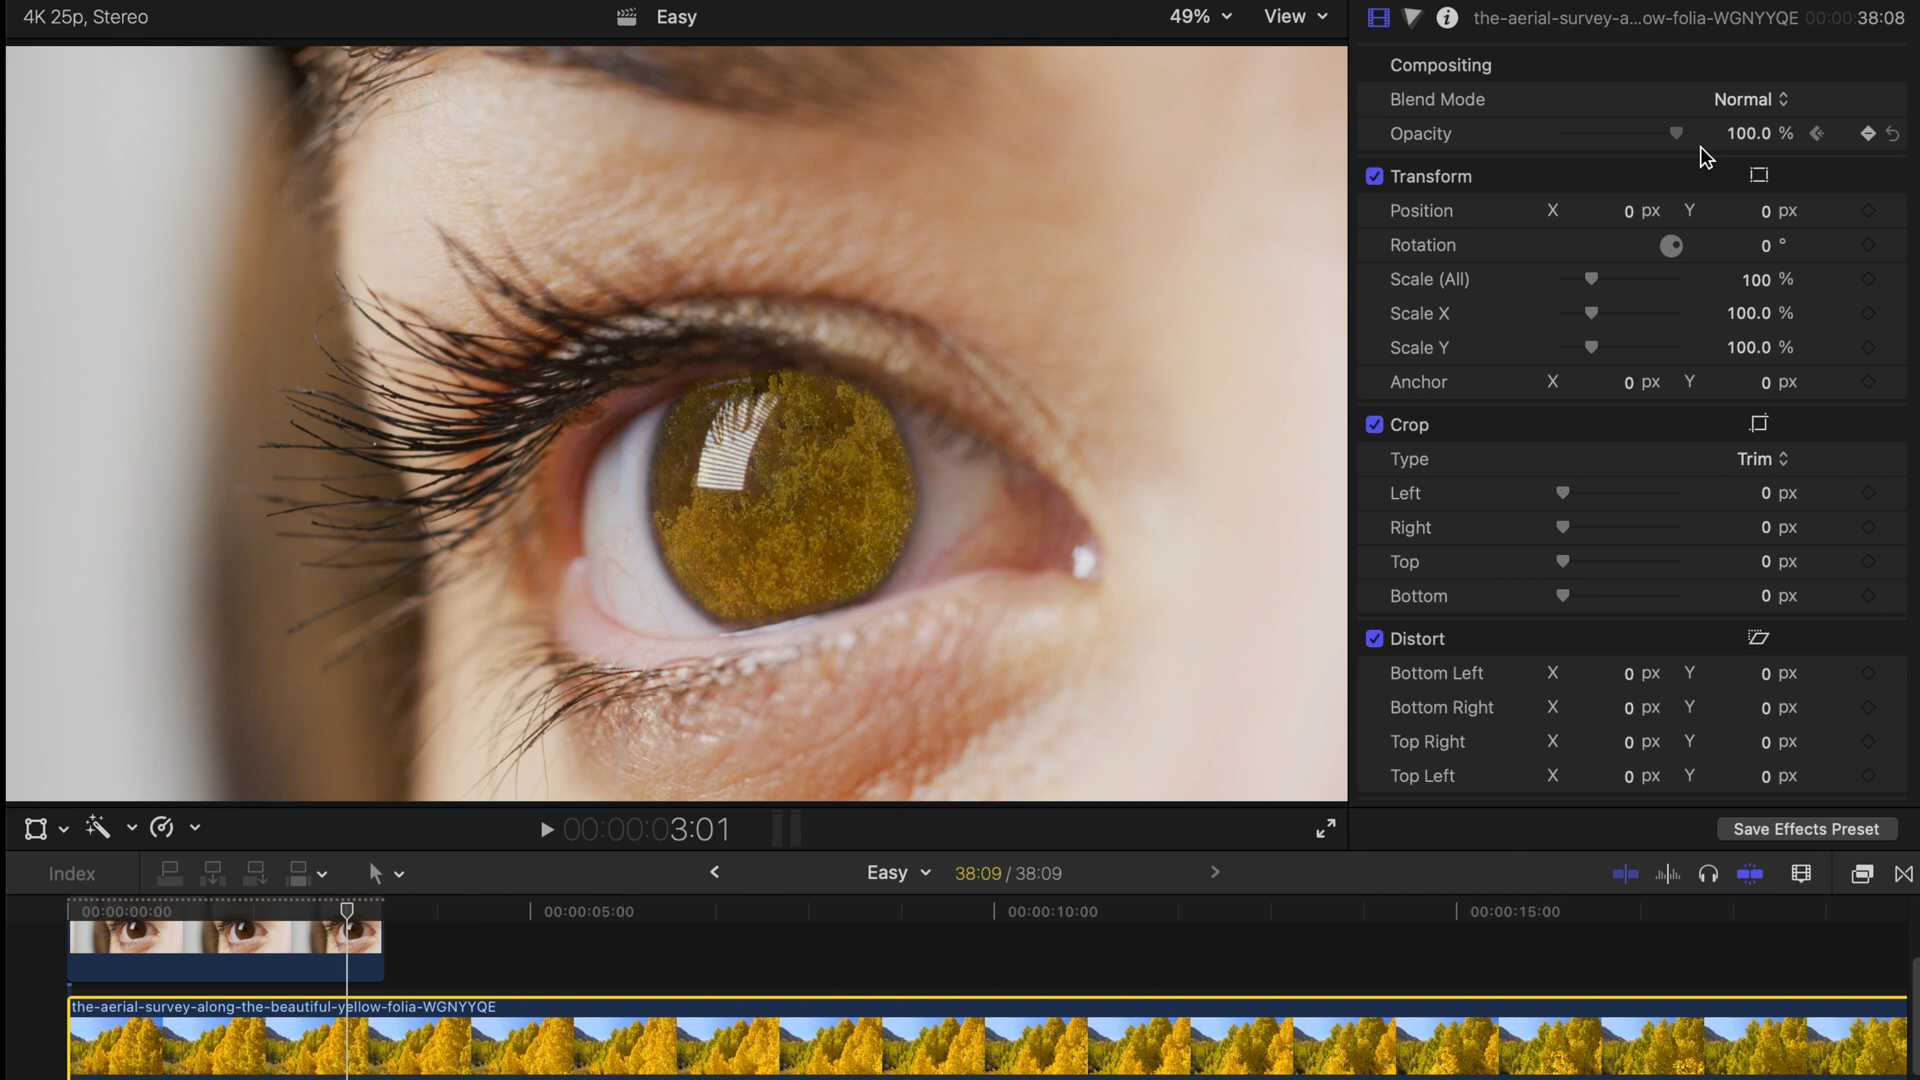 4K 25p, Stereo
Easy
49%
View
the-aerial-survey-a...ow-folia-WGNYYQE
00:00:38:08
Compositing
Blend Mode Normal
Opacity 100.0 %
Transform
Position X 0 px Y 0 px
Rotation 0 °
Scale (All) 100 %
Scale X 100.0 %
Scale Y 100.0 %
Anchor X 0 px Y 0 px
Crop
Type Trim
Left 0 px
Right 0 px
Top 0 px
Bottom 0 px
Distort
Bottom Left X 0 px Y 0 px
Bottom Right X 0 px Y 0 px
Top Right X 0 px Y 0 px
Top Left X 0 px Y 0 px
00:00:03:01
Save Effects Preset
Index
Easy
38:09 / 38:09
00:00:00:00
00:00:05:00
00:00:10:00
00:00:15:00
the-aerial-survey-along-the-beautiful-yellow-folia-WGNYYQE